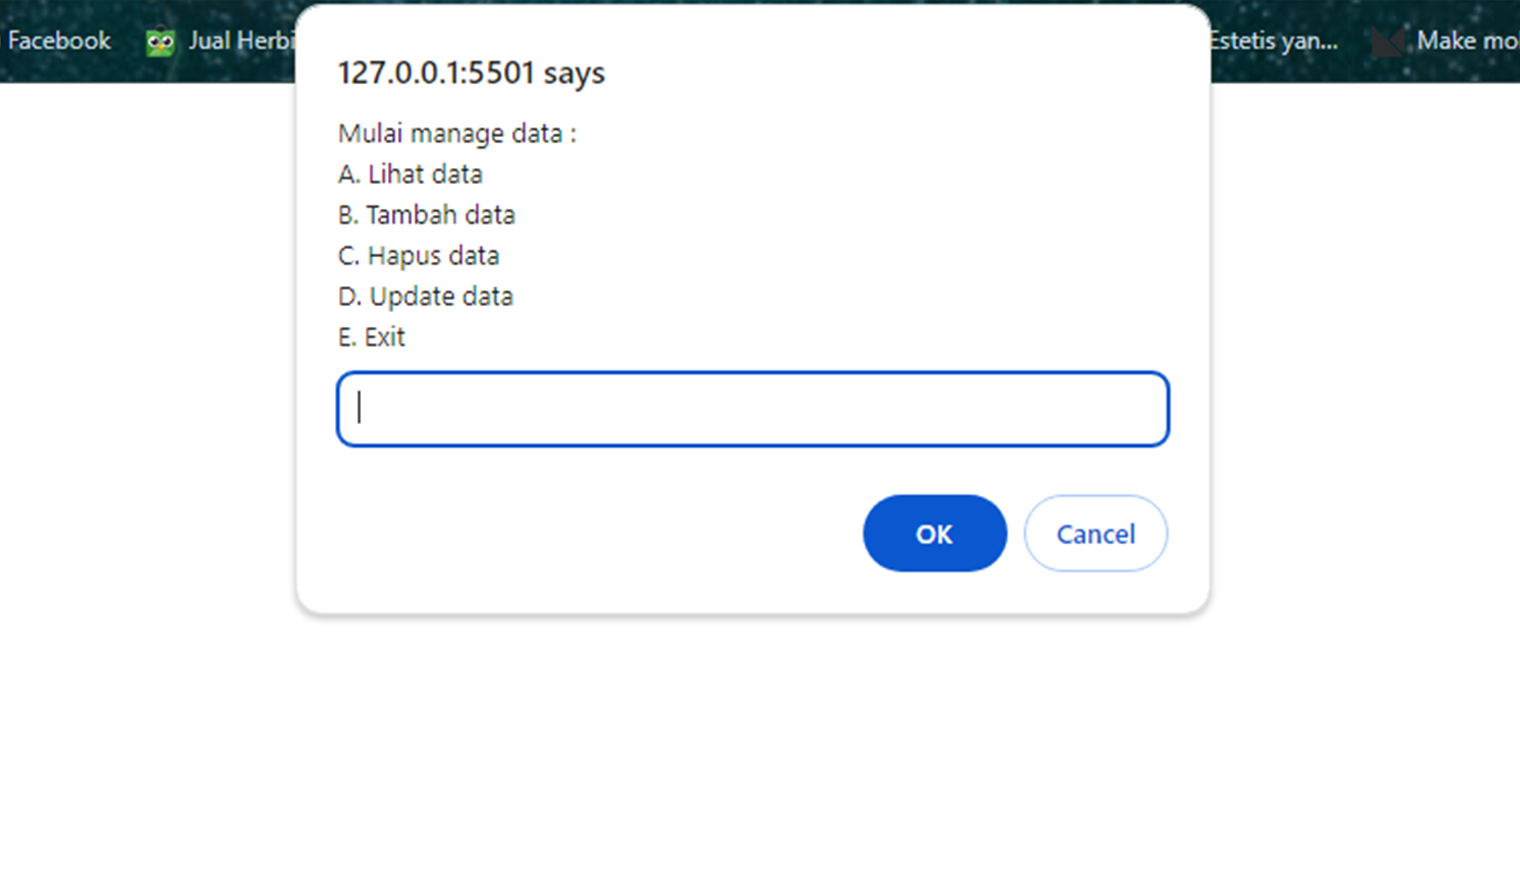 Facebook
Jual Herbi
Estetis yan...
Make mo
127.0.0.1:5501 says
Mulai manage data :
A. Lihat data
B. Tambah data
C. Hapus data
D. Update data
E. Exit
OK
Cancel